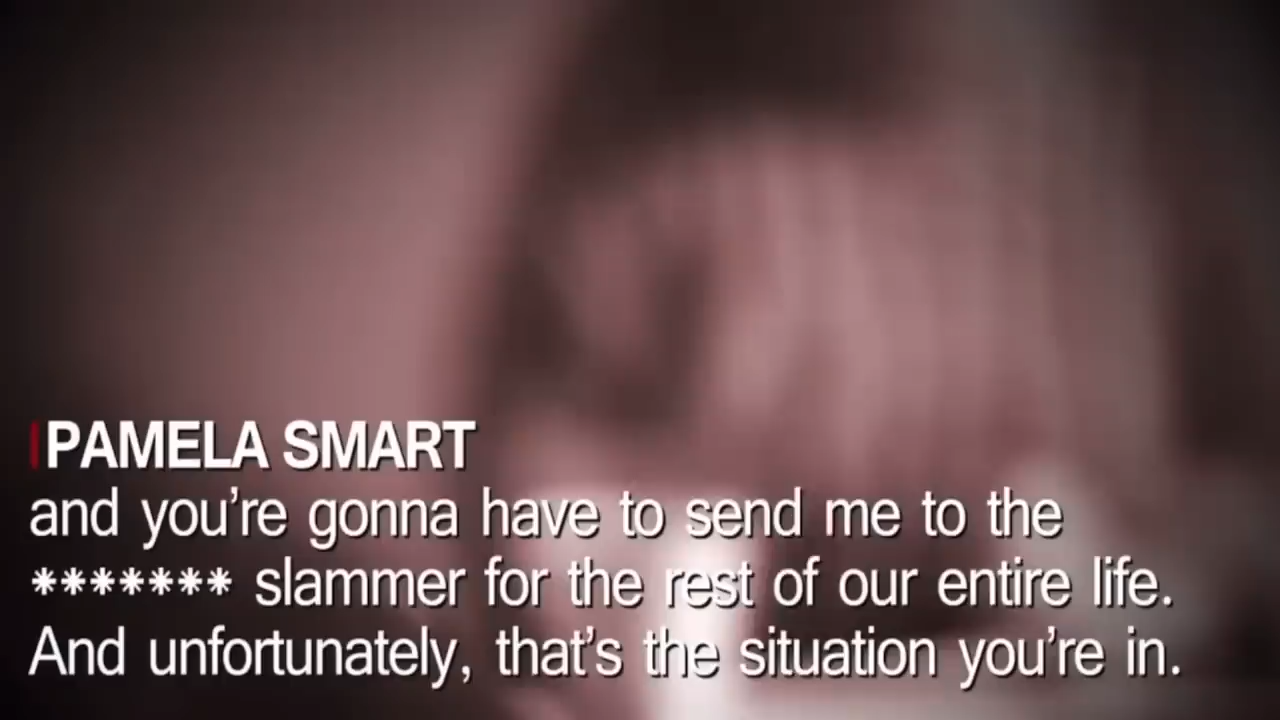 PAMELA SMART
and you're gonna have to send me to the
******* slammer for the rest of our entire life.
And unfortunately, that's the situation you're in.